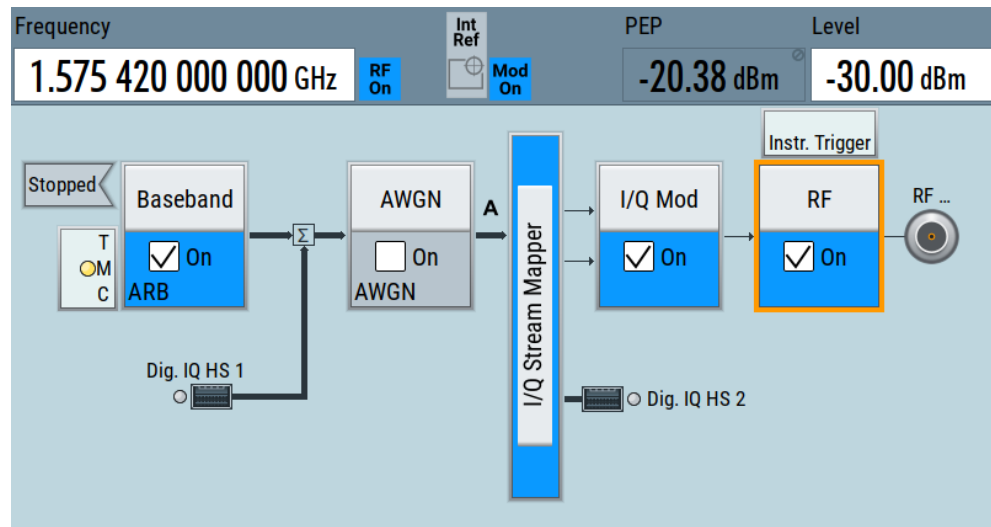 Frequency
Int
Ref
PEP
Level
1.575 420 000 000 GHz
RF
On
Mod
On
-20.38 dBm
-30.00 dBm
Instr. Trigger
Stopped
Baseband
AWGN
A
I/Q Mod
RF
RF ...
T
M
C
On
ARB
On
AWGN
I/Q Stream Mapper
On
On
Σ
Dig. IQ HS 1
Dig. IQ HS 2